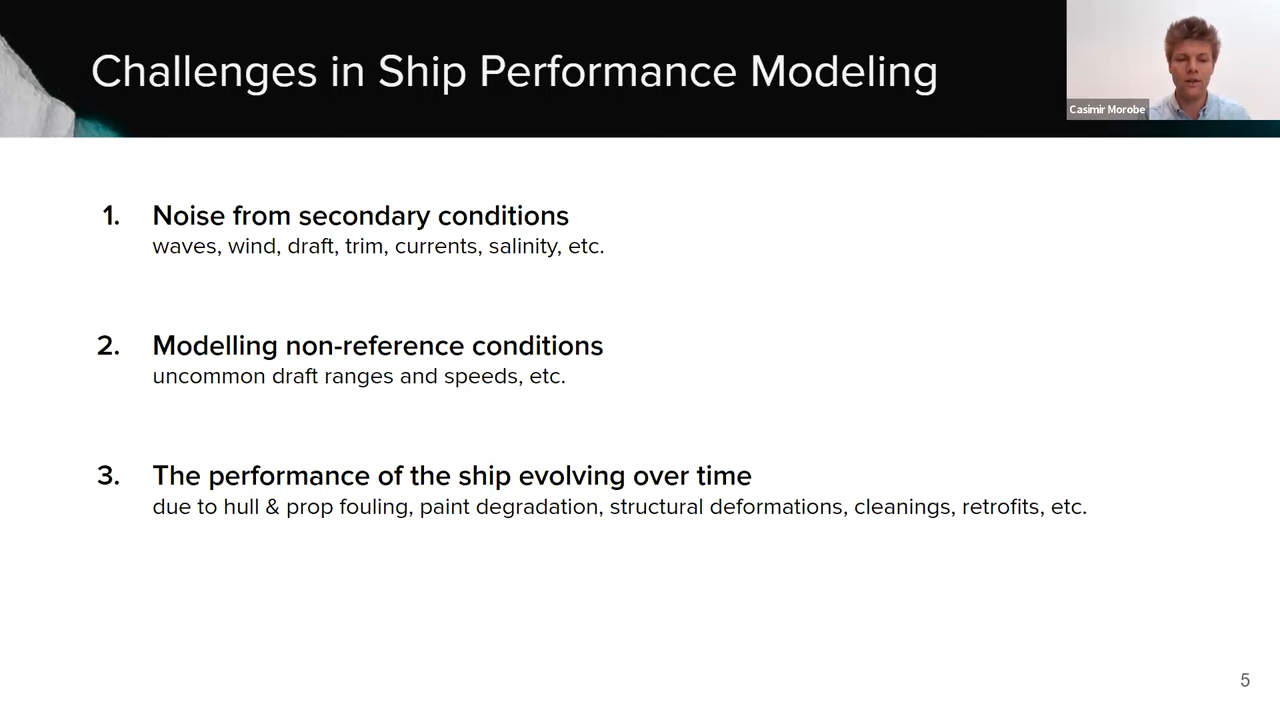 Challenges in Ship Performance Modeling
Casimir Morobe
1. Noise from secondary conditions
waves, wind, draft, trim, currents, salinity, etc.
2. Modelling non-reference conditions
uncommon draft ranges and speeds, etc.
3. The performance of the ship evolving over time
due to hull & prop fouling, paint degradation, structural deformations, cleanings, retrofits, etc.
5